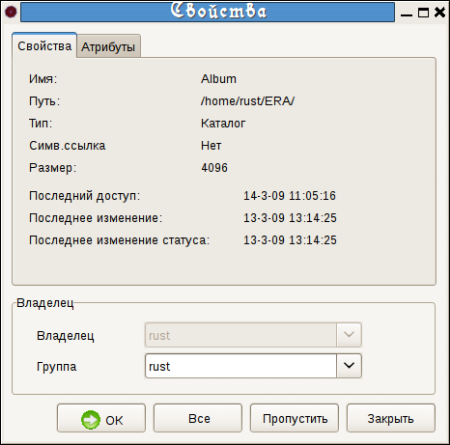 Свойства
Свойства Атрибуты
Имя: Album
Путь: /home/rust/ERA/
Тип: Каталог
Симв.ссылка Нет
Размер: 4096
Последний доступ: 14-3-09 11:05:16
Последнее изменение: 13-3-09 13:14:25
Последнее изменение статуса: 13-3-09 13:14:25
Владелец
Владелец rust
Группа rust
OK Все Пропустить Закрыть